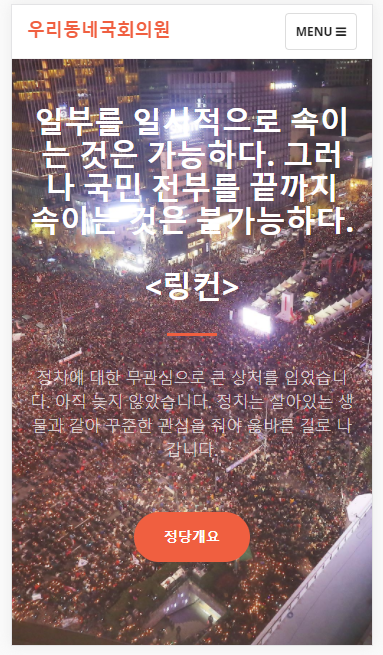 우리동네국회의원
MENU
일부를 일시적으로 속이
는 것은 가능하다. 그러
나 국민 전부를 끝까지
속이는 것은 불가능하다.
<링컨>
정치에 대한 무관심으로 큰 상처를 입었습니
다. 아직 늦지 않았습니다. 정치는 살아있는 생
물과 같아 꾸준한 관심을 줘야 올바른 길로 나
갑니다.
정당개요